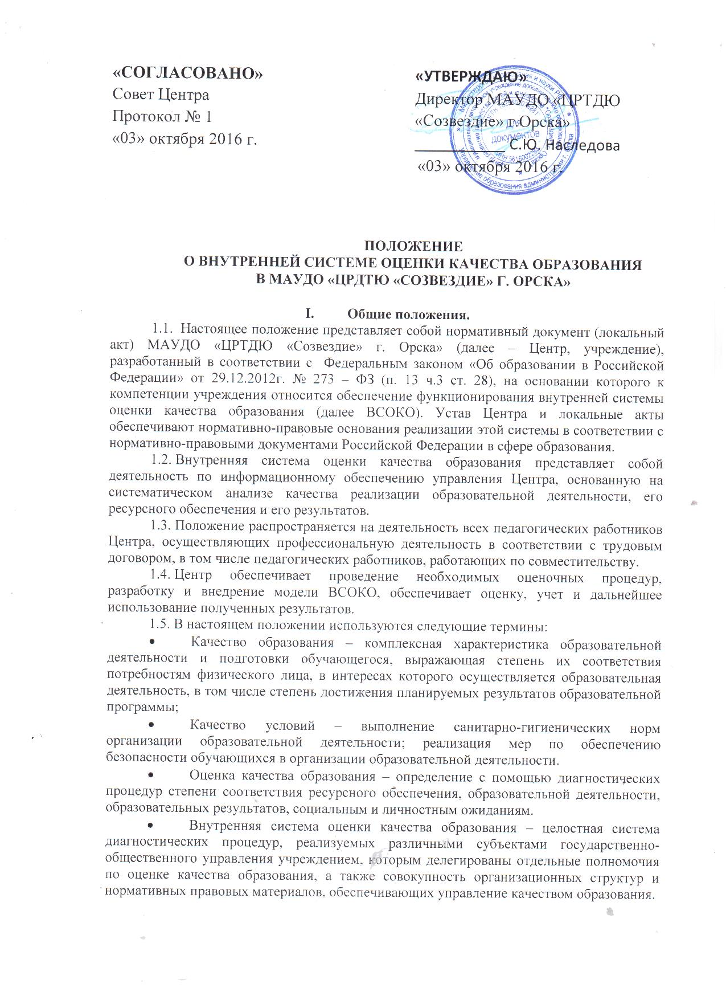 «СОГЛАСОВАНО»
Совет Центра
Протокол № 1
«03» октября 2016 г.
«УТВЕРЖДАЮ»
Директор МАУДО «ЦРТДЮ
«Созвездие» г.Орска»
____________ С.Ю. Наследова
«03» октября 2016 г.
для
документов
Управление образования администрации г. Орска
ПОЛОЖЕНИЕ
О ВНУТРЕННЕЙ СИСТЕМЕ ОЦЕНКИ КАЧЕСТВА ОБРАЗОВАНИЯ
В МАУДО «ЦРДТЮ «СОЗВЕЗДИЕ» Г. ОРСКА»
I. Общие положения.
1.1. Настоящее положение представляет собой нормативный документ (локальный
акт) МАУДО «ЦРТДЮ «Созвездие» г. Орска» (далее – Центр, учреждение),
разработанный в соответствии с Федеральным законом «Об образовании в Российской
Федерации» от 29.12.2012г. № 273 – ФЗ (п. 13 ч.3 ст. 28), на основании которого к
компетенции учреждения относится обеспечение функционирования внутренней системы
оценки качества образования (далее ВСОКО). Устав Центра и локальные акты
обеспечивают нормативно-правовые основания реализации этой системы в соответствии с
нормативно-правовыми документами Российской Федерации в сфере образования.
1.2. Внутренняя система оценки качества образования представляет собой
деятельность по информационному обеспечению управления Центра, основанную на
систематическом анализе качества реализации образовательной деятельности, его
ресурсного обеспечения и его результатов.
1.3. Положение распространяется на деятельность всех педагогических работников
Центра, осуществляющих профессиональную деятельность в соответствии с трудовым
договором, в том числе педагогических работников, работающих по совместительству.
1.4. Центр обеспечивает проведение необходимых оценочных процедур,
разработку и внедрение модели ВСОКО, обеспечивает оценку, учет и дальнейшее
использование полученных результатов.
1.5. В настоящем положении используются следующие термины:
• Качество образования – комплексная характеристика образовательной
деятельности и подготовки обучающегося, выражающая степень их соответствия
потребностям физического лица, в интересах которого осуществляется образовательная
деятельность, в том числе степень достижения планируемых результатов образовательной
программы;
• Качество условий – выполнение санитарно-гигиенических норм
организации образовательной деятельности; реализация мер по обеспечению
безопасности обучающихся в организации образовательной деятельности.
• Оценка качества образования – определение с помощью диагностических
процедур степени соответствия ресурсного обеспечения, образовательной деятельности,
образовательных результатов, социальным и личностным ожиданиям.
• Внутренняя система оценки качества образования – целостная система
диагностических процедур, реализуемых различными субъектами государственно-
общественного управления учреждением, которым делегированы отдельные полномочия
по оценке качества образования, а также совокупность организационных структур и
нормативных правовых материалов, обеспечивающих управление качеством образования.